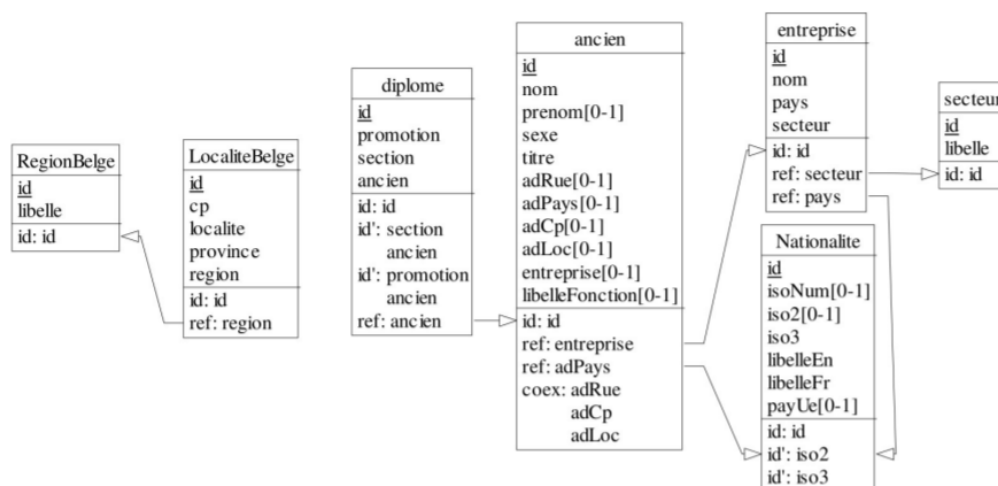 RegionBelge
id
libelle
id: id
LocaliteBelge
id
cp
localite
province
region
id: id
ref: region
diplome
id
promotion
section
ancien
id: id
id': section
ancien
id': promotion
ancien
ref: ancien
ancien
id
nom
prenom[0-1]
sexe
titre
adRue[0-1]
adPays[0-1]
adCp[0-1]
adLoc[0-1]
entreprise[0-1]
libelleFonction[0-1]
id: id
ref: entreprise
ref: adPays
coex: adRue
adCp
adLoc
entreprise
id
nom
pays
secteur
id: id
ref: secteur
ref: pays
secteur
id
libelle
id: id
Nationalite
id
isoNum[0-1]
iso2[0-1]
iso3
libelleEn
libelleFr
payUe[0-1]
id: id
id': iso2
id': iso3